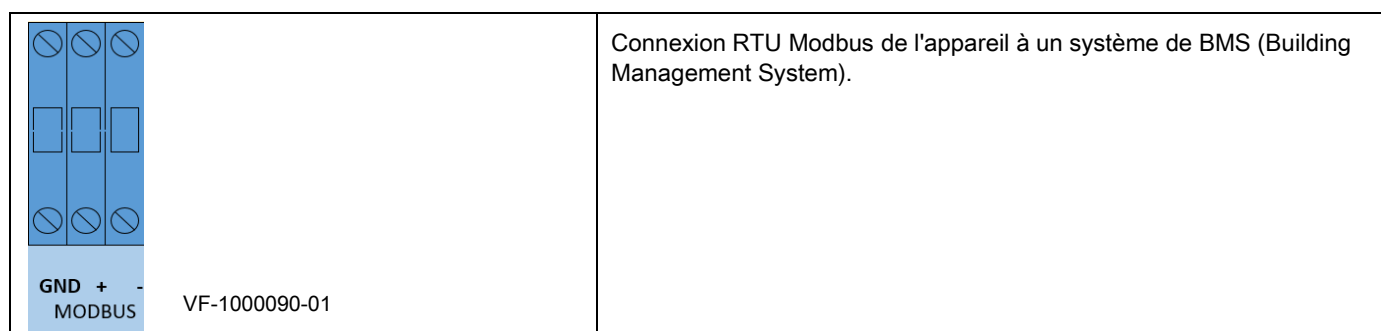 Connexion RTU Modbus de l'appareil à un système de BMS (Building
Management System).
GND + -
MODBUS
VF-1000090-01